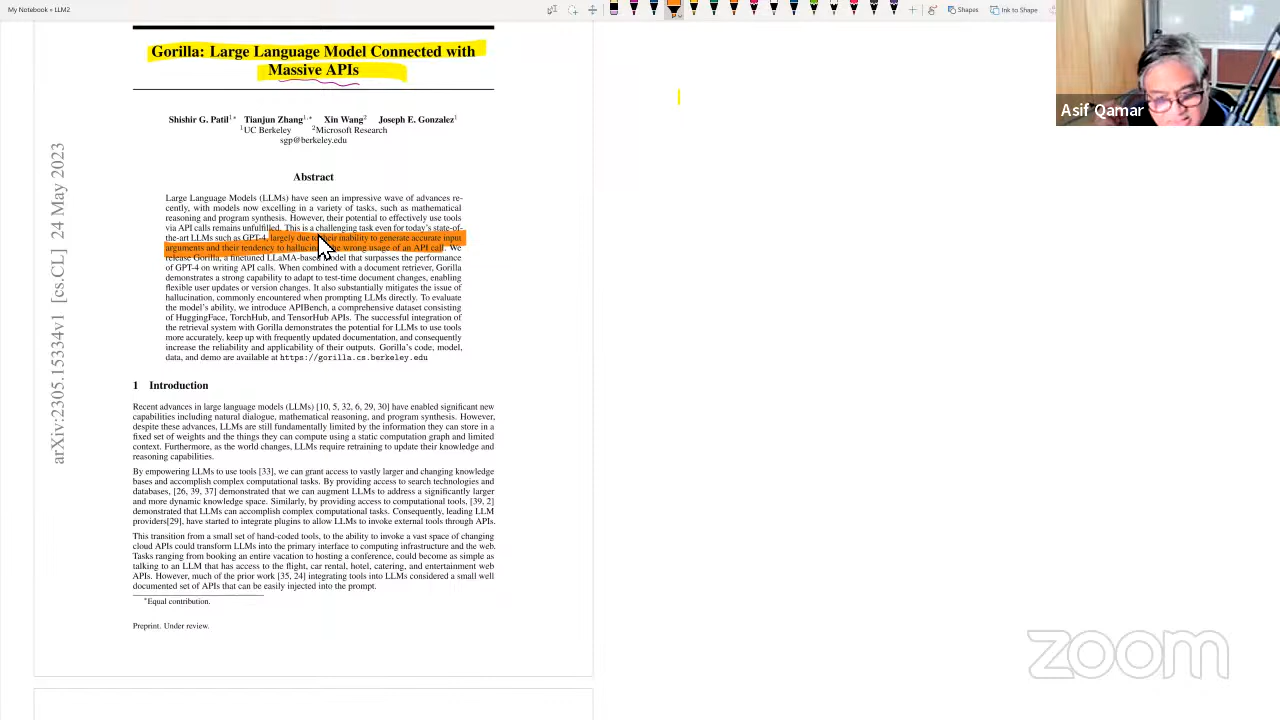 My Notebook » LLM2
Shapes
Ink to Shape
Asif Qamar
Gorilla: Large Language Model Connected with
Massive APIs
Shishir G. Patil1* Tianjun Zhang1,* Xin Wang2 Joseph E. Gonzalez1
1UC Berkeley 2Microsoft Research
sgp@berkeley.edu
arXiv:2305.15334v1 [cs.CL] 24 May 2023
Abstract
Large Language Models (LLMs) have seen an impressive wave of advances re-
cently, with models now excelling in a variety of tasks, such as mathematical
reasoning and program synthesis. However, their potential to effectively use tools
via API calls remains unfulfilled. This is a challenging task even for today's state-of-
the-art LLMs such as GPT-4, largely due to their inability to generate accurate input
arguments and their tendency to hallucin the wrong usage of an API call. We
release Gorilla, a finetuned LLaMA-based model that surpasses the performance
of GPT-4 on writing API calls. When combined with a document retriever, Gorilla
demonstrates a strong capability to adapt to test-time document changes, enabling
flexible user updates or version changes. It also substantially mitigates the issue of
hallucination, commonly encountered when prompting LLMs directly. To evaluate
the model's ability, we introduce APIBench, a comprehensive dataset consisting
of HuggingFace, TorchHub, and TensorHub APIs. The successful integration of
the retrieval system with Gorilla demonstrates the potential for LLMs to use tools
more accurately, keep up with frequently updated documentation, and consequently
increase the reliability and applicability of their outputs. Gorilla's code, model,
data, and demo are available at https://gorilla.cs.berkeley.edu
1 Introduction
Recent advances in large language models (LLMs) [10, 5, 32, 6, 29, 30] have enabled significant new
capabilities including natural dialogue, mathematical reasoning, and program synthesis. However,
despite these advances, LLMs are still fundamentally limited by the information they can store in a
fixed set of weights and the things they can compute using a static computation graph and limited
context. Furthermore, as the world changes, LLMs require retraining to update their knowledge and
reasoning capabilities.
By empowering LLMs to use tools [33], we can grant access to vastly larger and changing knowledge
bases and accomplish complex computational tasks. By providing access to search technologies and
databases, [26, 39, 37] demonstrated that we can augment LLMs to address a significantly larger
and more dynamic knowledge space. Similarly, by providing access to computational tools, [39, 2]
demonstrated that LLMs can accomplish complex computational tasks. Consequently, leading LLM
providers[29], have started to integrate plugins to allow LLMs to invoke external tools through APIs.
This transition from a small set of hand-coded tools, to the ability to invoke a vast space of changing
cloud APIs could transform LLMs into the primary interface to computing infrastructure and the web.
Tasks ranging from booking an entire vacation to hosting a conference, could become as simple as
talking to an LLM that has access to the flight, car rental, hotel, catering, and entertainment web
APIs. However, much of the prior work [35, 24] integrating tools into LLMs considered a small well
documented set of APIs that can be easily injected into the prompt.
*Equal contribution.
Preprint. Under review.
zoom